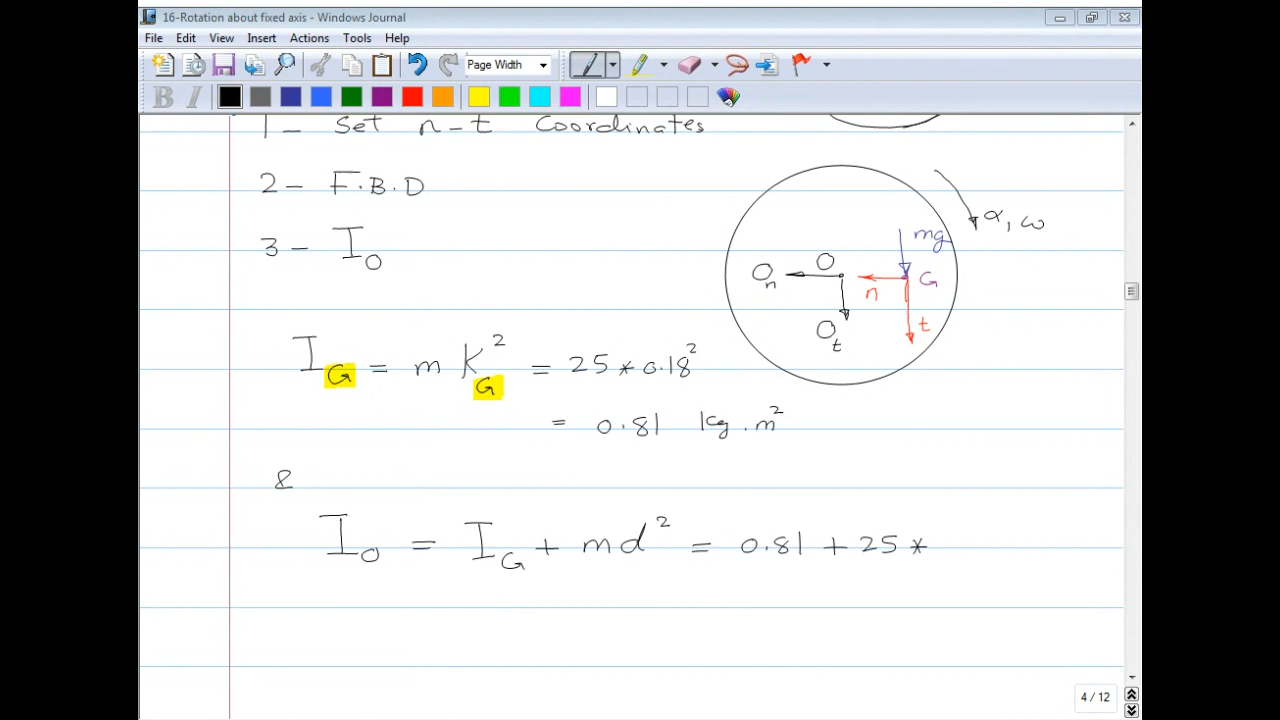 16-Rotation about fixed axis - Windows Journal
File Edit View Insert Actions Tools Help
Page Width
B I
1- Set n-t Coordinates
2- F.B.D
3- I_O
α, ω
mg
O_n O n G
O_t t
I_G = m K_G^2 = 25 * 0.18^2
= 0.81 kg.m^2
&
I_O = I_G + md^2 = 0.81 + 25 *
4 / 12